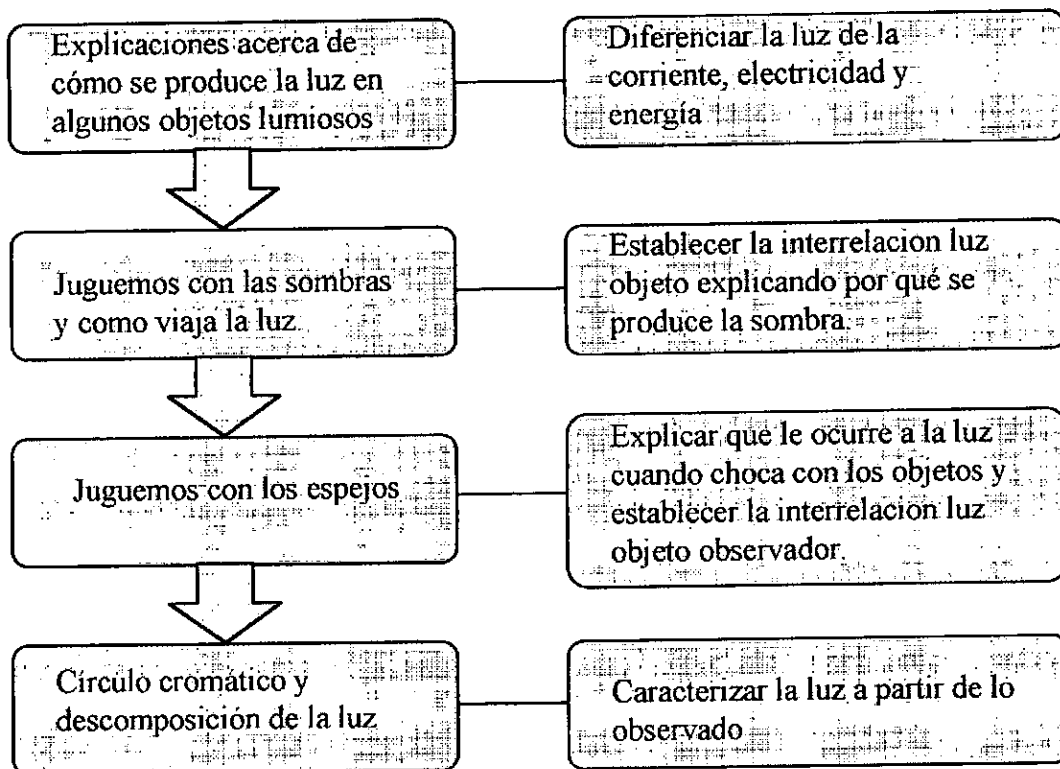 Explicaciones acerca de
cómo se produce la luz en
algunos objetos lumiosos
Diferenciar la luz de la
corriente, electricidad y
energía
Juguemos con las sombras
y como viaja la luz.
Establecer la interrelacion luz
objeto explicando por qué se
produce la sombra.
Juguemos con los espejos
Explicar que le ocurre a la luz
cuando choca con los objetos y
establecer la interrelacion luz
objeto observador.
Círculo cromático y
descomposición de la luz
Caracterizar la luz a partir de lo
observado